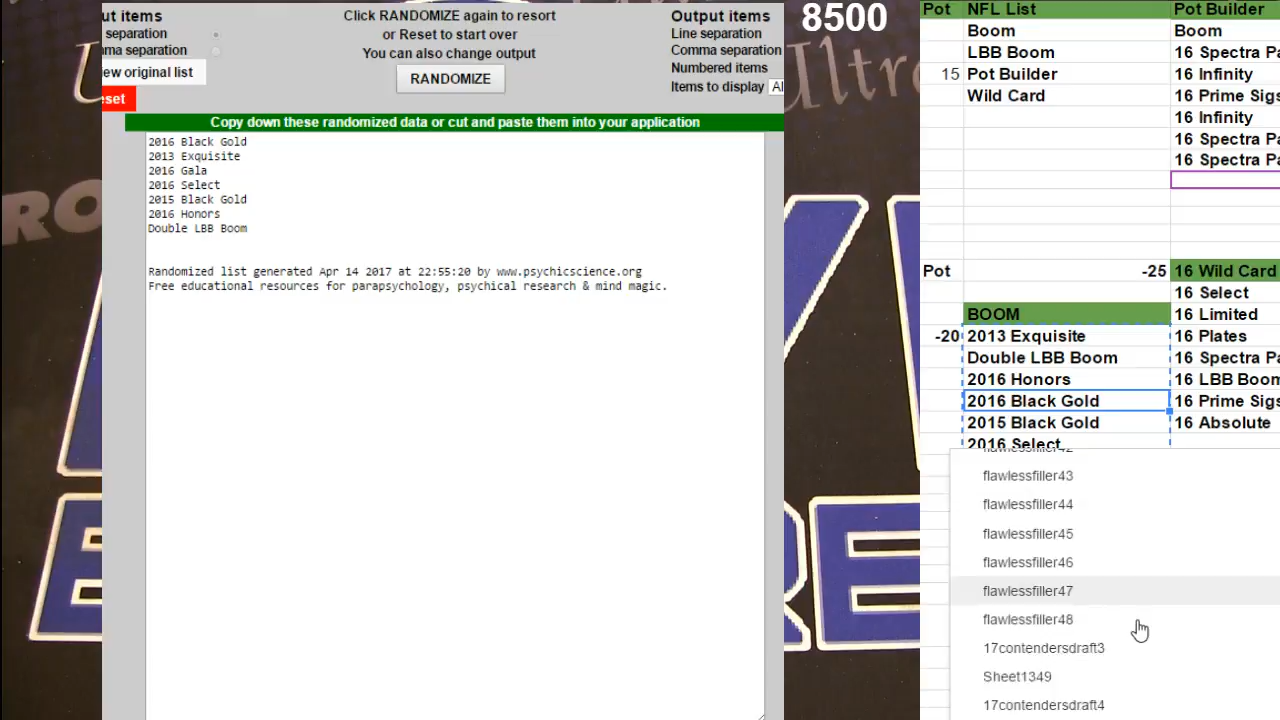 ut items
separation
mma separation
ew original list
set
Click RANDOMIZE again to resort
or Reset to start over
You can also change output
RANDOMIZE
Output items
Line separation
Comma separation
Numbered items
Items to display
Copy down these randomized data or cut and paste them into your application
2016 Black Gold
2013 Exquisite
2016 Gala
2016 Select
2015 Black Gold
2016 Honors
Double LBB Boom
Randomized list generated Apr 14 2017 at 22:55:20 by www.psychicscience.org
Free educational resources for parapsychology, psychical research & mind magic.
8500
Pot NFL List Pot Builder
Boom Boom
LBB Boom 16 Spectra Pa
15 Pot Builder 16 Infinity
Wild Card 16 Prime Sigs
16 Infinity
16 Spectra Pa
16 Spectra Pa
Pot -25 16 Wild Card
16 Select
BOOM 16 Limited
-20 2013 Exquisite 16 Plates
Double LBB Boom 16 Spectra Pa
2016 Honors 16 LBB Boom
2016 Black Gold 16 Prime Sigs
2015 Black Gold 16 Absolute
2016 Select
flawlessfiller42
flawlessfiller43
flawlessfiller44
flawlessfiller45
flawlessfiller46
flawlessfiller47
flawlessfiller48
17contendersdraft3
Sheet1349
17contendersdraft4